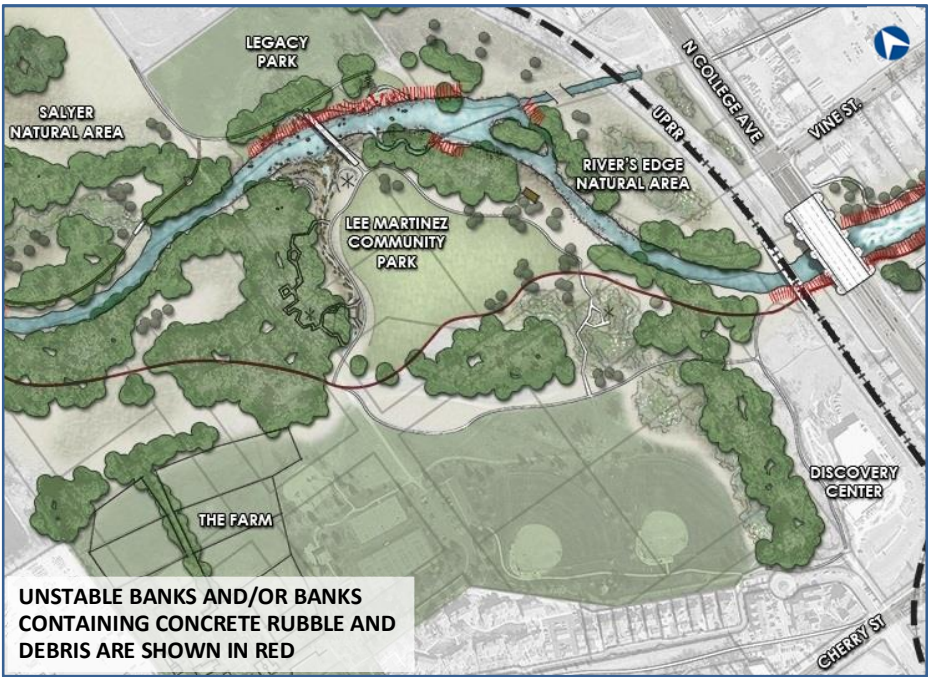 LEGACY
PARK
N COLLEGE AVE
SALYER
NATURAL AREA
VINE ST.
UPRR
RIVER'S EDGE
NATURAL AREA
LEE MARTINEZ
COMMUNITY
PARK
DISCOVERY
CENTER
THE FARM
UNSTABLE BANKS AND/OR BANKS
CONTAINING CONCRETE RUBBLE AND
DEBRIS ARE SHOWN IN RED
CHERRY ST